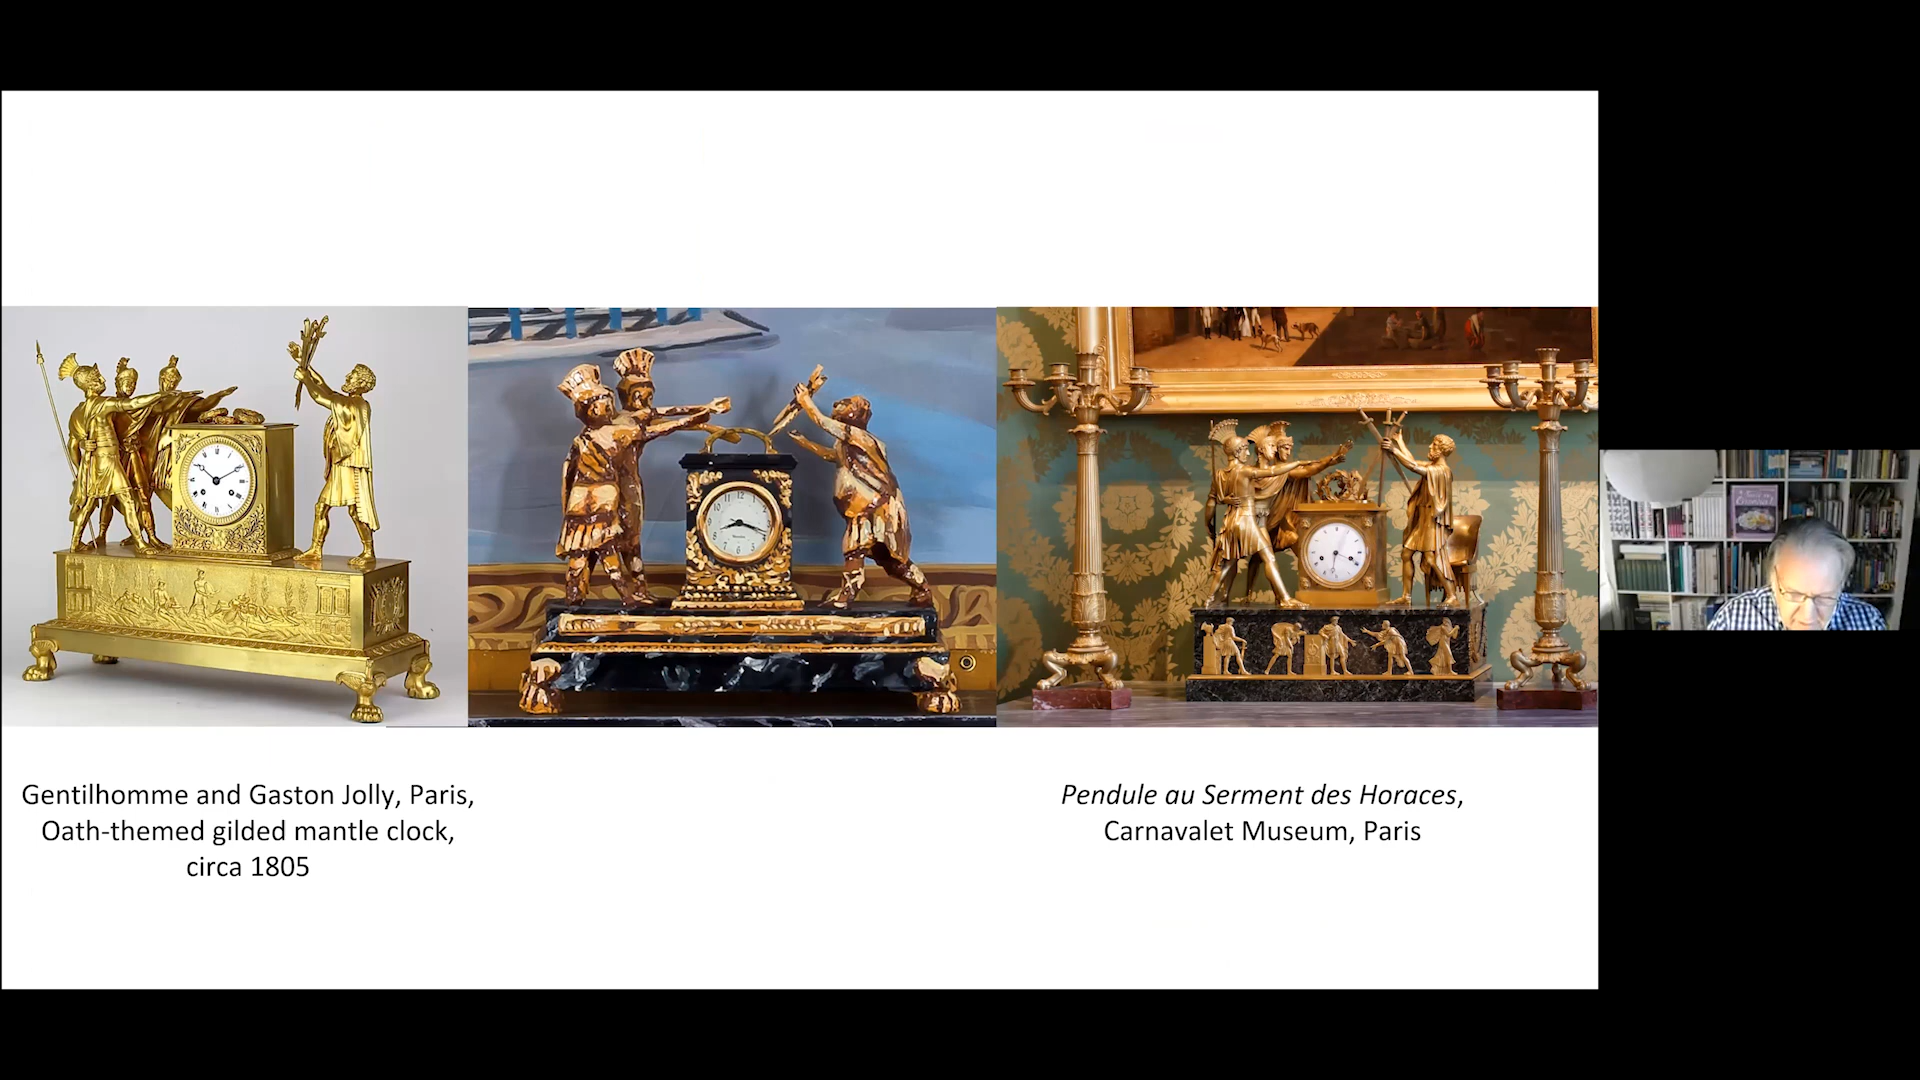 Gentilhomme and Gaston Jolly, Paris,
Oath-themed gilded mantle clock,
circa 1805
Pendule au Serment des Horaces,
Carnavalet Museum, Paris